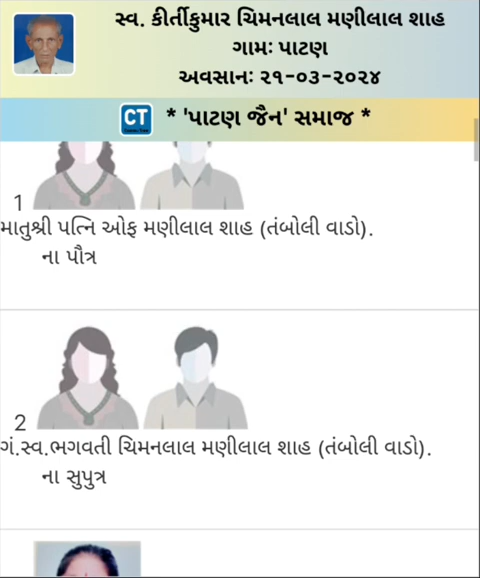 સ્વ. કીર્તીકુમાર ચિમનલાલ મણીલાલ શાહ
ગામ: પાટણ
અવસાન: ૨૧-૦૩-૨૦૨૪
CT * 'પાટણ જૈન' સમાજ *
1
માતુશ્રી પત્નિ ઓફ મણીલાલ શાહ (તંબોલી વાડો).
ના પૌત્ર
2
ગં.સ્વ.ભગવતી ચિમનલાલ મણીલાલ શાહ (તંબોલી વાડો).
ના સુપુત્ર